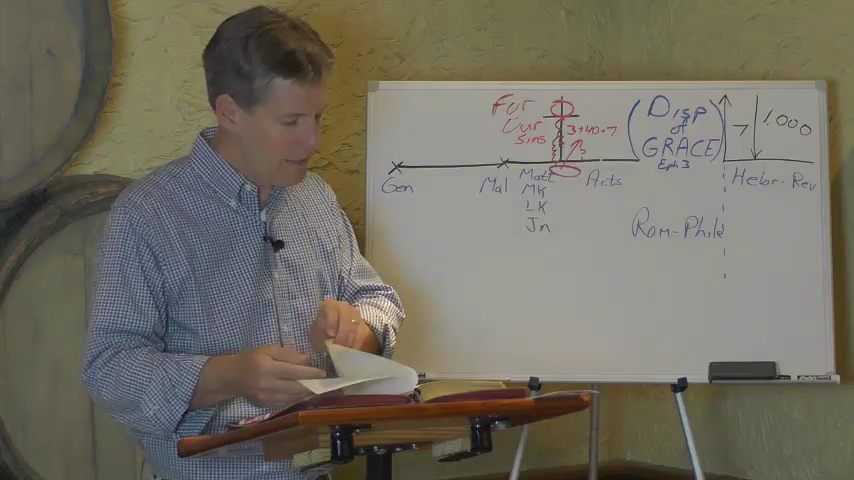 For
Our
sins
3+40+7
(DISP
of
GRACE)
Eph 3
7
1,000
Gen
Mal
Matt
MK
LK
Jn
Acts
Hebr-Rev
Rom-Phile